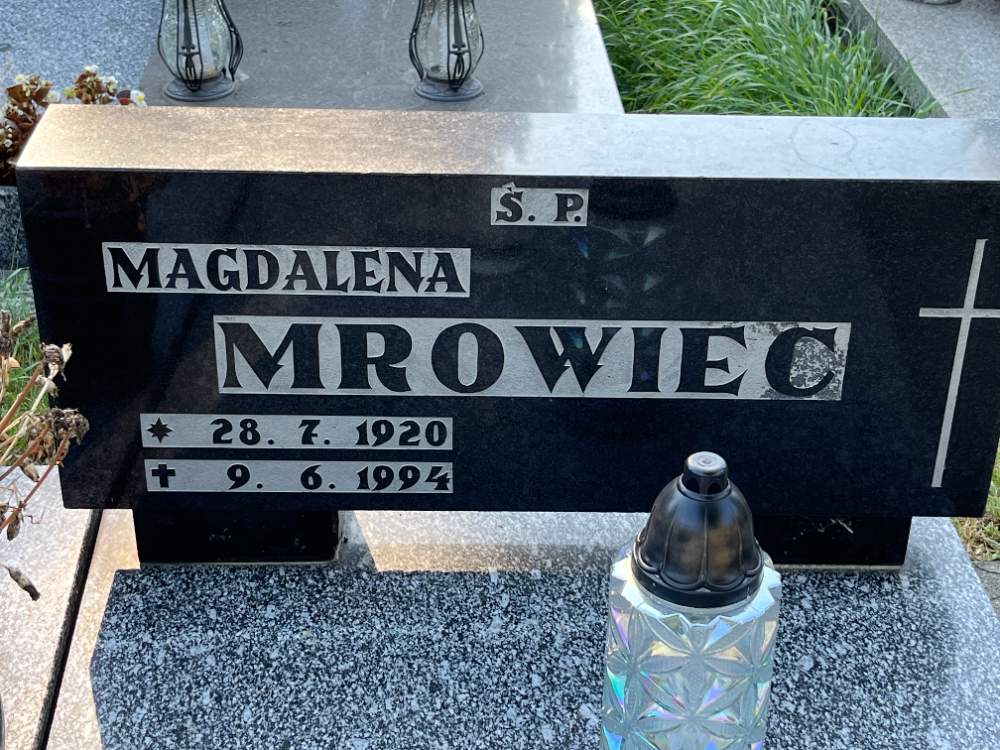 Ś. P.
MAGDALENA
MROWIEC
28. 7. 1920
9. 6. 1994